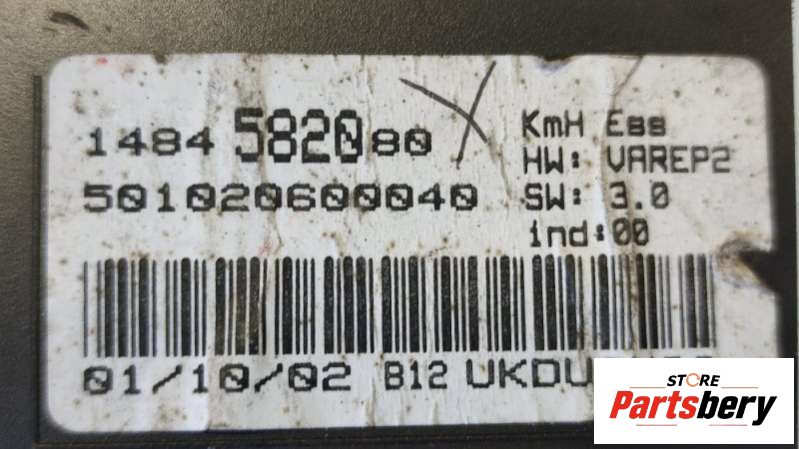 1484 582080 KmH Ess
HW: VAREP2
501020600040 SW: 3.0
ind:00
01/10/02 B12
STORE
Partsbery